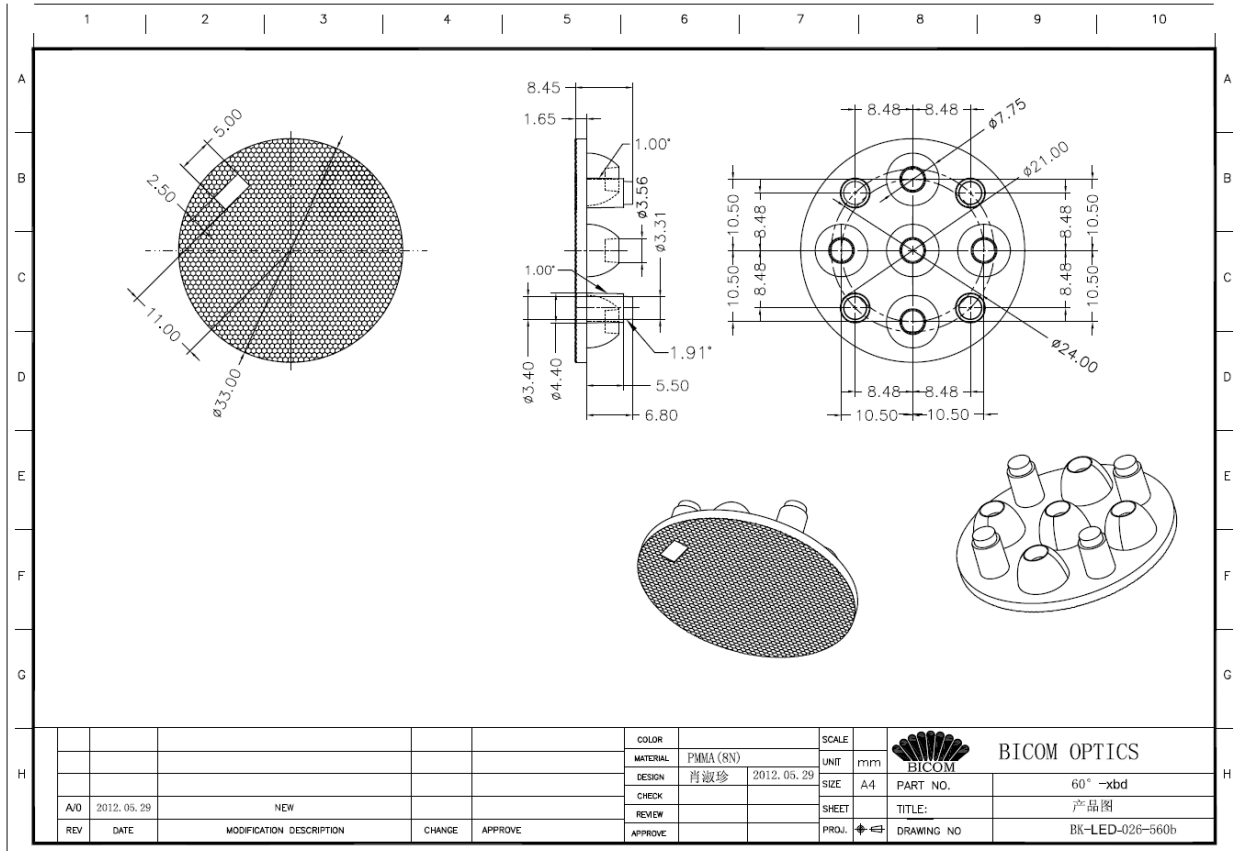 1 2 3 4 5 6 7 8 9 10
A A
B B
C C
D D
E E
F F
G G
H H
5.00
2.50
11.00
ø33.00
8.45
1.65
1.00°
ø3.56
ø3.31
1.00°
1.91°
ø3.40
ø4.40
5.50
6.80
8.48 8.48
ø7.75
ø21.00
10.50
8.48
8.48
10.50
10.50
8.48
8.48
10.50
ø24.00
8.48 8.48
10.50 10.50
COLOR
MATERIAL PMMA(8N)
DESIGN 肖淑珍 2012.05.29
CHECK
REVIEW
APPROVE
SCALE
UNIT mm
SIZE A4
SHEET
PROJ.
BICOM
BICOM OPTICS
PART NO. 60° -xbd
TITLE: 产品图
DRAWING NO BK-LED-026-560b
A/0 2012.05.29 NEW
REV DATE MODIFICATION DESCRIPTION CHANGE APPROVE